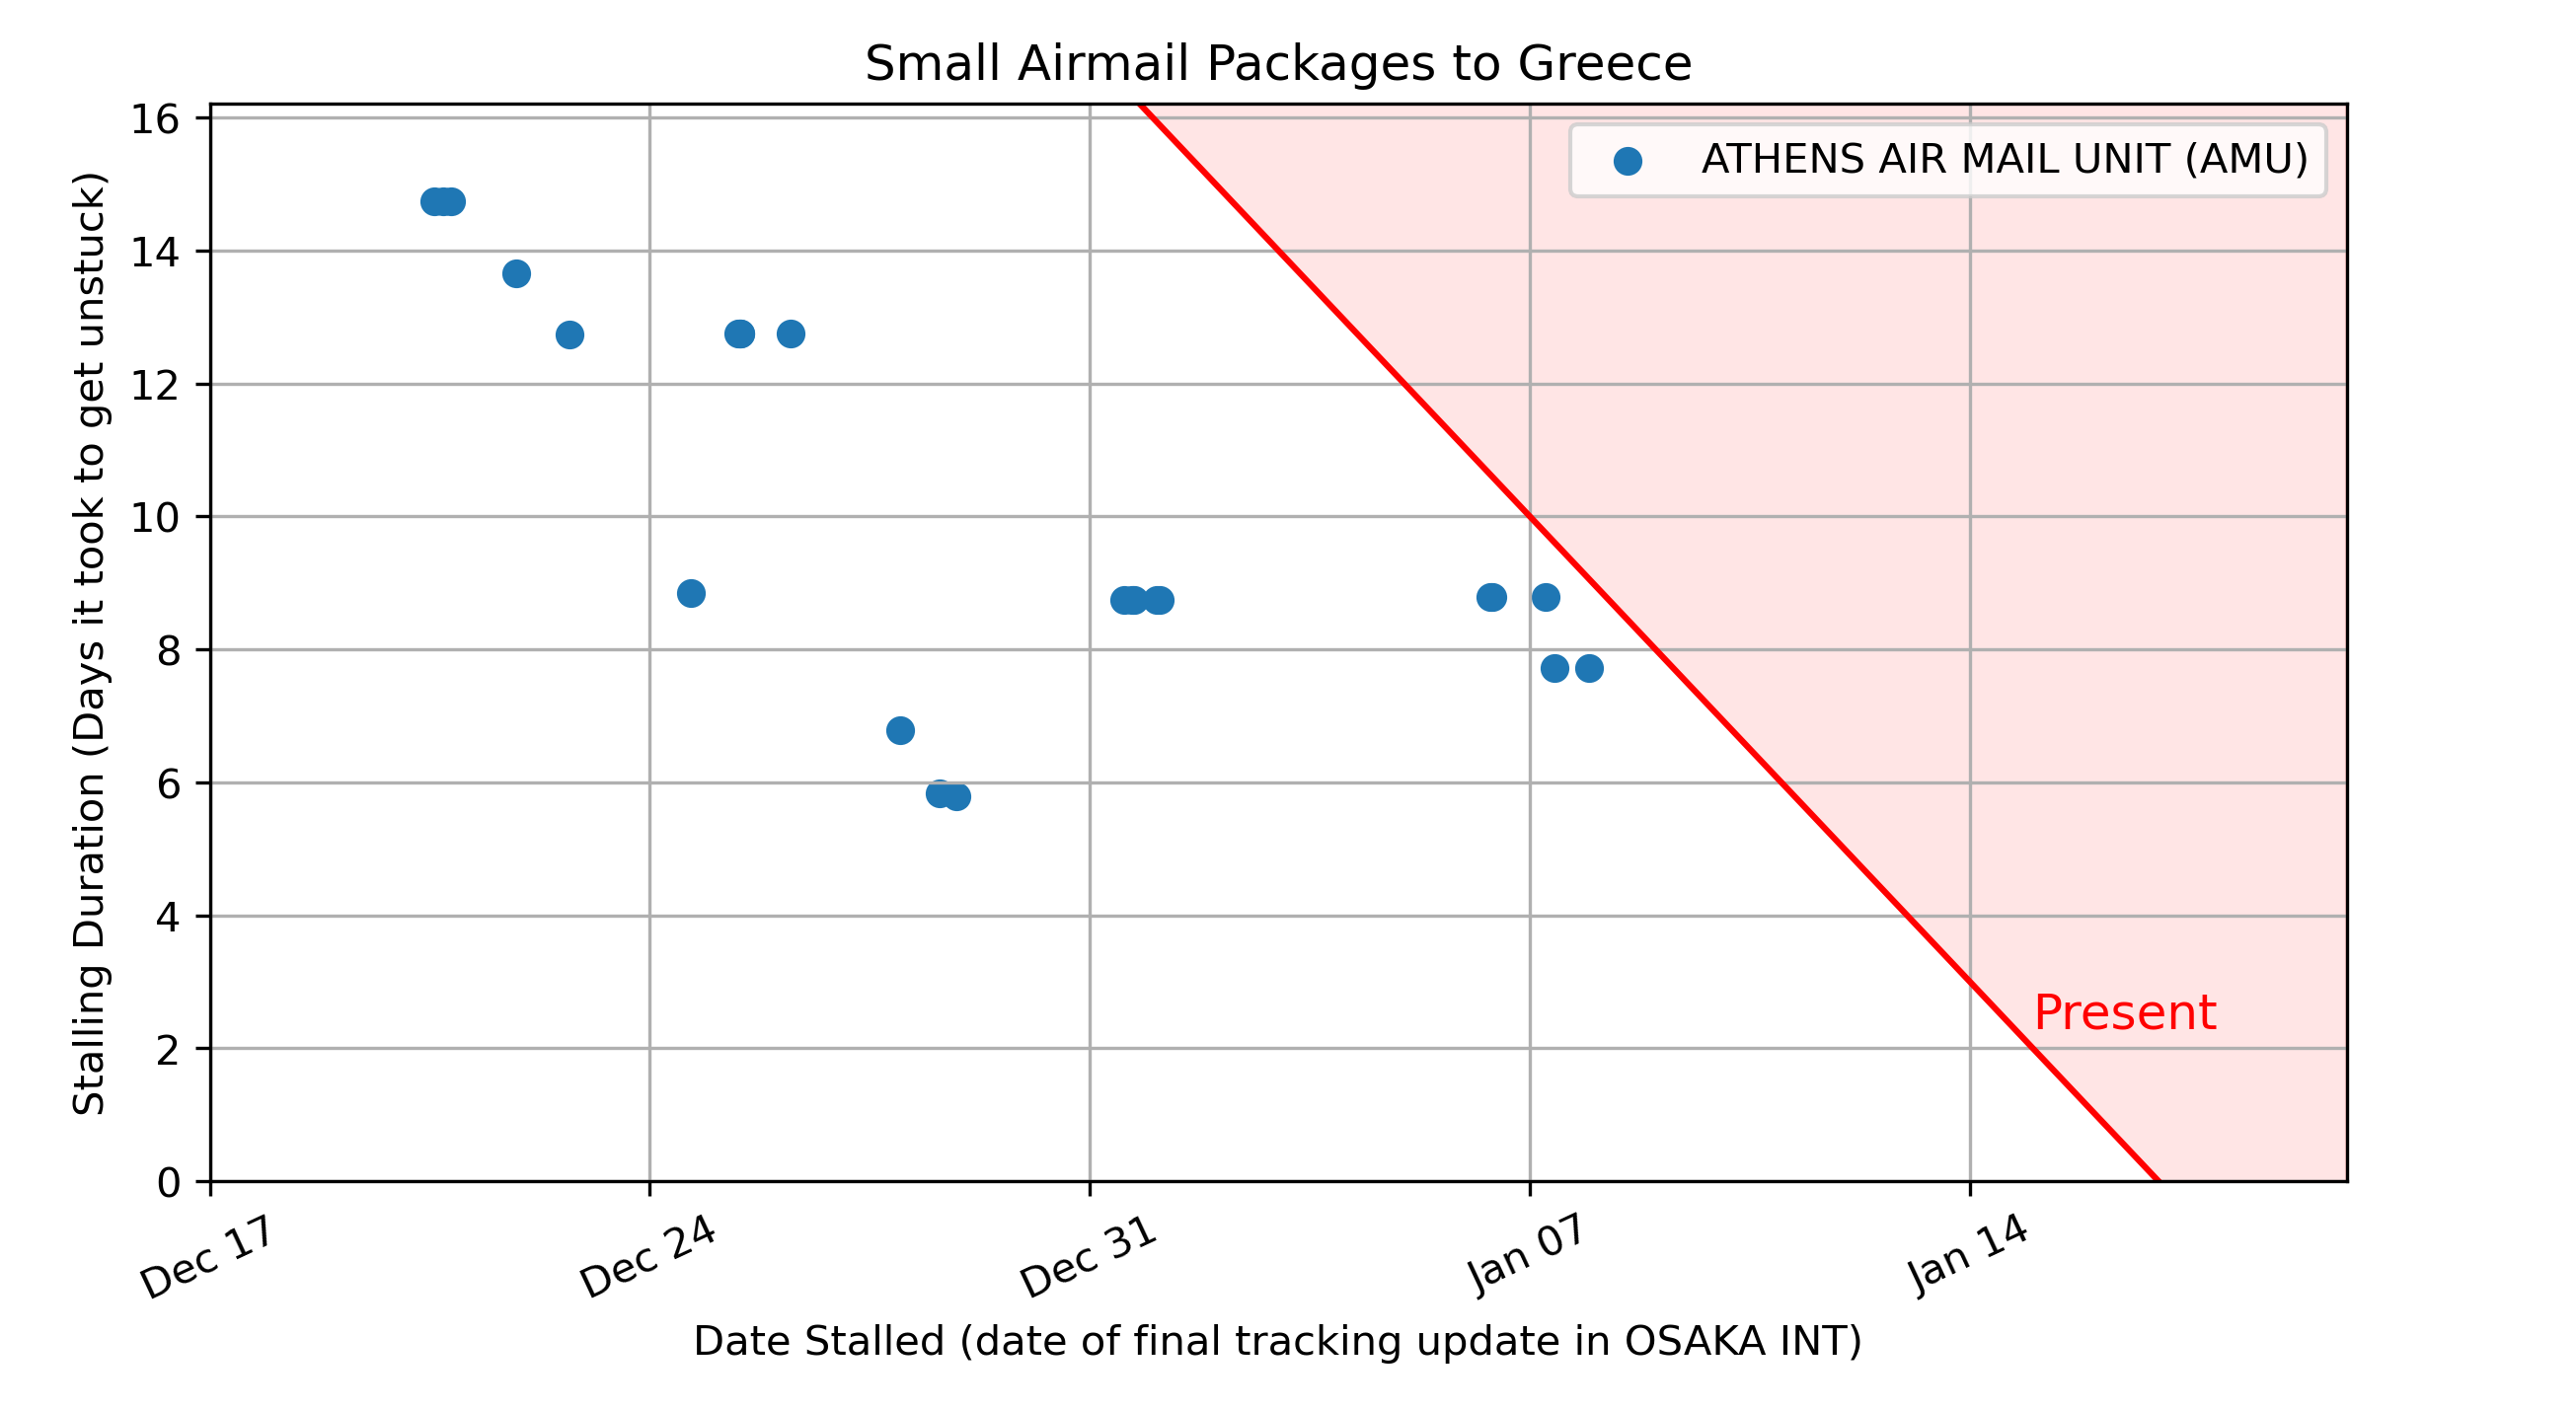 Small Airmail Packages to Greece
Stalling Duration (Days it took to get unstuck)
16
14
12
10
8
6
4
2
0
ATHENS AIR MAIL UNIT (AMU)
Present
Dec 17
Dec 24
Dec 31
Jan 07
Jan 14
Date Stalled (date of final tracking update in OSAKA INT)